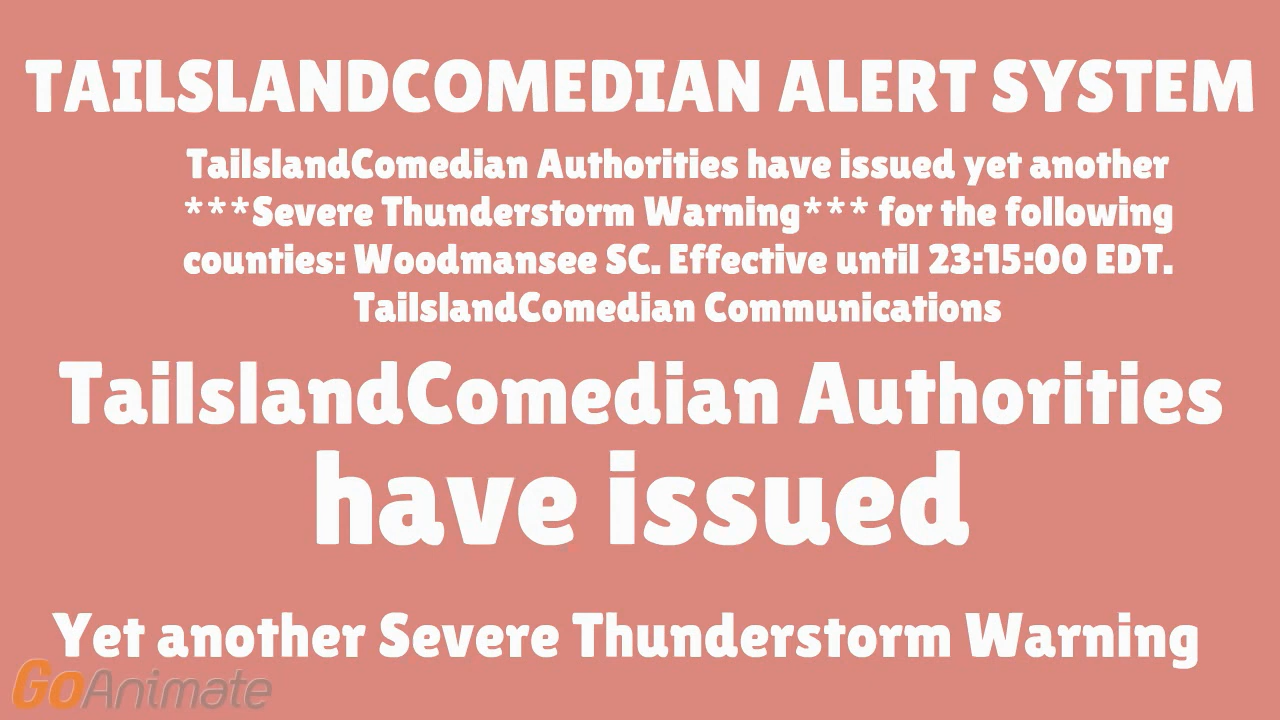 TAILSLANDCOMEDIAN ALERT SYSTEM
TailslandComedian Authorities have issued yet another
***Severe Thunderstorm Warning*** for the following
counties: Woodmansee SC. Effective until 23:15:00 EDT.
TailslandComedian Communications
TailslandComedian Authorities
have issued
Yet another Severe Thunderstorm Warning
GoAnimate